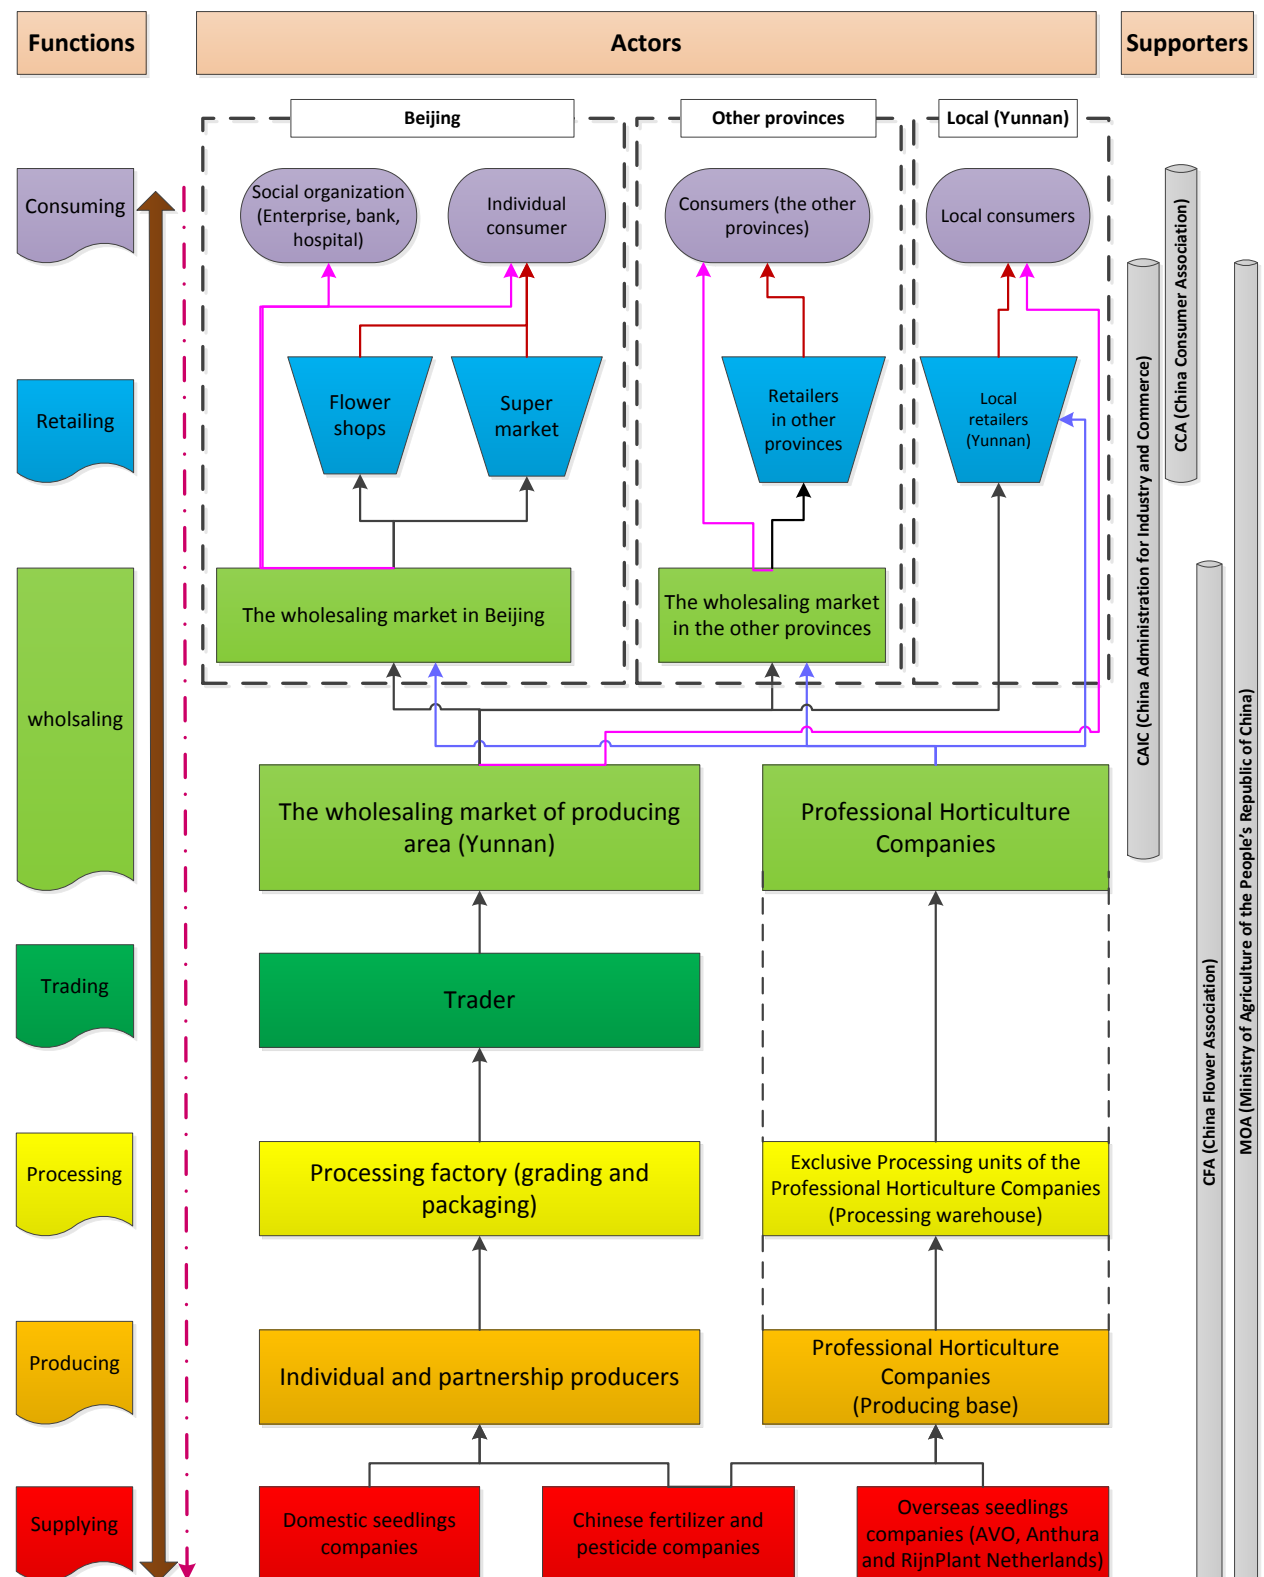 Functions
Actors
Supporters
Beijing
Other provinces
Local (Yunnan)
Consuming
Social organization
(Enterprise, bank,
hospital)
Individual
consumer
Consumers (the other
provinces)
Local consumers
Retailing
Flower
shops
Super
market
Retailers
in other
provinces
Local
retailers
(Yunnan)
wholsaling
The wholesaling market in Beijing
The wholesaling market
in the other provinces
The wholesaling market of producing
area (Yunnan)
Professional Horticulture
Companies
Trading
Trader
Processing
Processing factory (grading and
packaging)
Exclusive Processing units of the
Professional Horticulture Companies
(Processing warehouse)
Producing
Individual and partnership producers
Professional Horticulture
Companies
(Producing base)
Supplying
Domestic seedlings
companies
Chinese fertilizer and
pesticide companies
Overseas seedlings
companies (AVO, Anthura
and RijnPlant Netherlands)
CAIC (China Administration for Industry and Commerce)
CCA (China Consumer Association)
CFA (China Flower Association)
MOA (Ministry of Agriculture of the People's Republic of China)